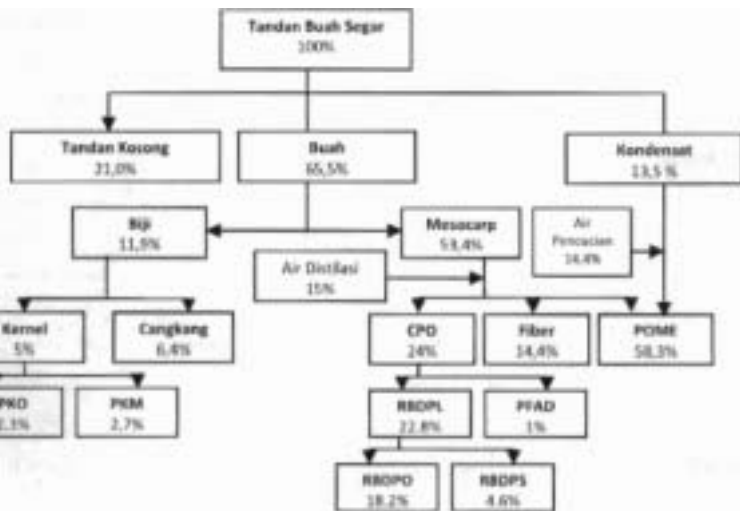 Tandan Buah Segar
100%
Tandan Kosong
21,0%
Buah
65,5%
Kondensat
13,5 %
Biji
11,9%
Mesocarp
53,4%
Air
Pencucian
14,4%
Air Distilasi
15%
Kernel
5%
Cangkang
6,4%
CPO
24%
Fiber
14,4%
POME
58,3%
PKO
PKM
2,7%
RBDPL
22.8%
PFAD
1%
RBDPO
18.2%
RBDPS
4.6%